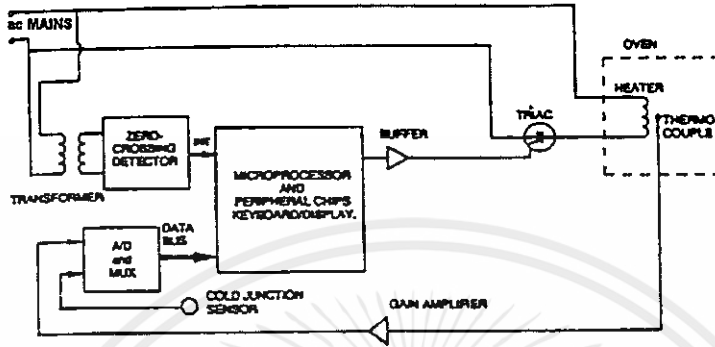 ac MAINS
OVEN
HEATER
TRIAC
THERMO
COUPLE
BUFFER
ZERO-
CROSSING
DETECTOR
INT
MICROPROCESSOR
AND
PERIPHERAL CHIPS
KEYBOARD/DISPLAY.
TRANSFORMER
DATA
BUS
A/D
and
MUX
COLD JUNCTION
SENSOR
GAIN AMPLIFIER